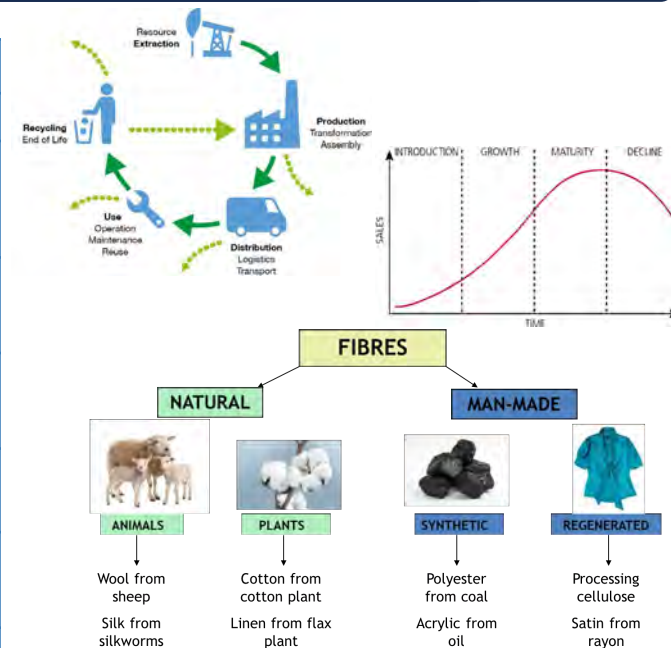 Resource
Extraction
Production
Transformation
Assembly
Distribution
Logistics
Transport
Use
Operation
Maintenance
Reuse
Recycling
End of Life
INTRODUCTION
GROWTH
MATURITY
DECLINE
SALES
TIME
FIBRES
NATURAL
MAN-MADE
ANIMALS
PLANTS
SYNTHETIC
REGENERATED
Wool from
sheep
Silk from
silkworms
Cotton from
cotton plant
Linen from flax
plant
Polyester
from coal
Acrylic from
oil
Processing
cellulose
Satin from
rayon